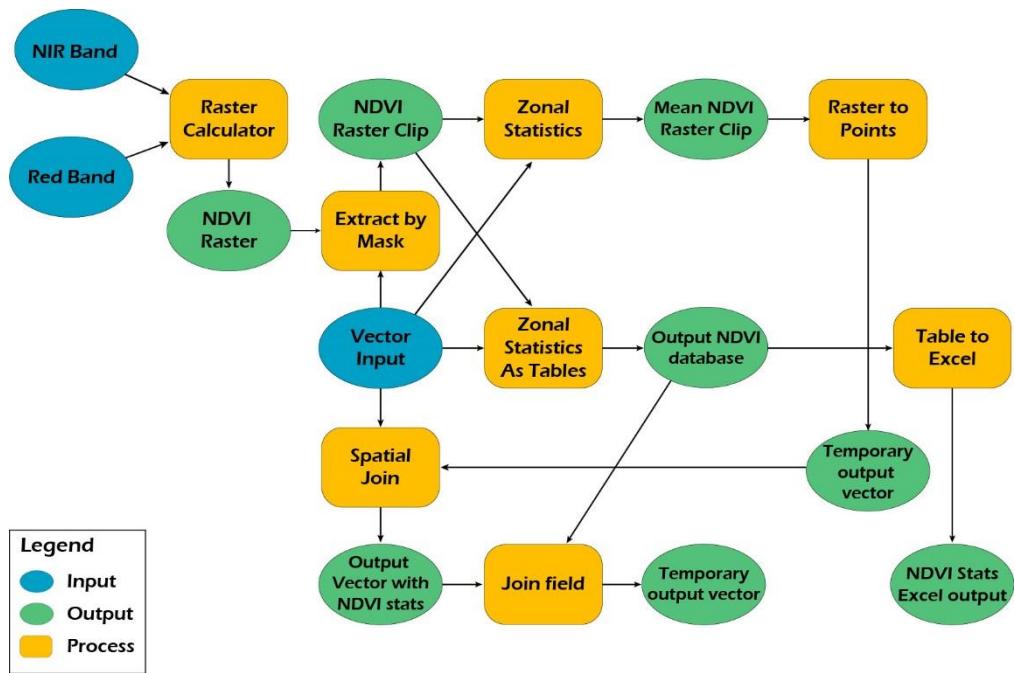 NIR Band
Red Band
Raster
Calculator
NDVI
Raster
NDVI
Raster Clip
Extract by
Mask
Vector
Input
Zonal
Statistics
Mean NDVI
Raster Clip
Raster to
Points
Zonal
Statistics
As Tables
Output NDVI
database
Table to
Excel
Spatial
Join
Temporary
output
vector
Output
Vector with
NDVI stats
Join field
Temporary
output vector
NDVI Stats
Excel output
Legend
Input
Output
Process